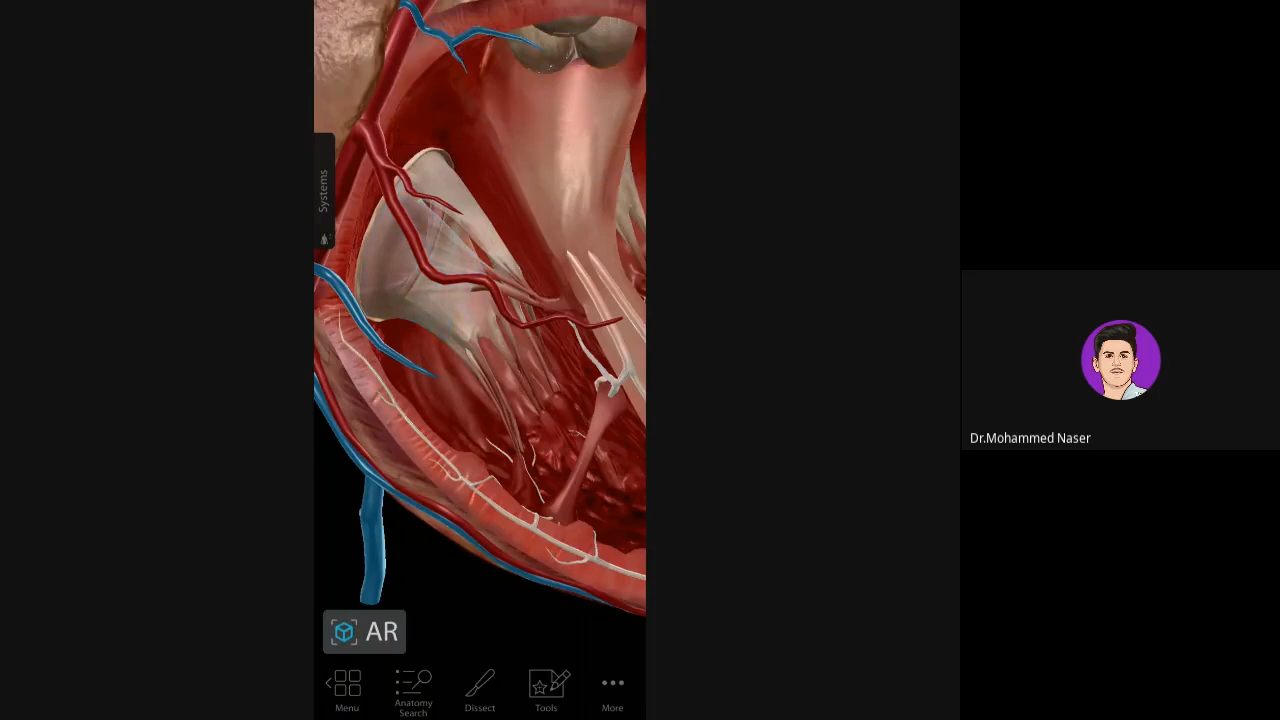 Systems
Dr.Mohammed Naser
AR
Menu
Anatomy
Search
Dissect
Tools
More